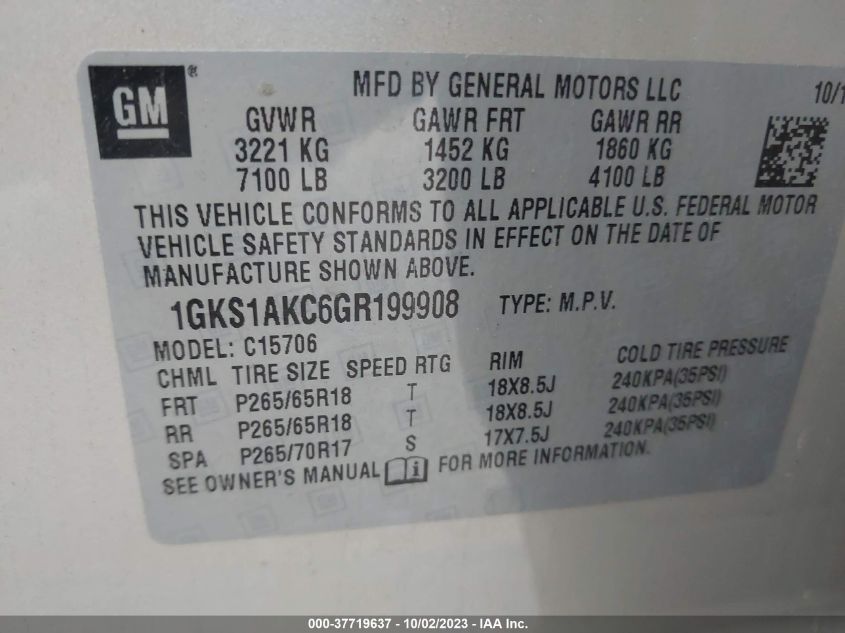 GM ®
MFD BY GENERAL MOTORS LLC 10/1
GVWR GAWR FRT GAWR RR
3221 KG 1452 KG 1860 KG
7100 LB 3200 LB 4100 LB
THIS VEHICLE CONFORMS TO ALL APPLICABLE U.S. FEDERAL MOTOR
VEHICLE SAFETY STANDARDS IN EFFECT ON THE DATE OF
MANUFACTURE SHOWN ABOVE.
1GKS1AKC6GR199908 TYPE: M.P.V.
MODEL: C15706
CHML TIRE SIZE SPEED RTG RIM COLD TIRE PRESSURE
FRT P265/65R18 T 18X8.5J 240KPA(35PSI)
RR P265/65R18 T 18X8.5J 240KPA(35PSI)
SPA P265/70R17 S 17X7.5J 240KPA(35PSI)
SEE OWNER'S MANUAL FOR MORE INFORMATION.
000-37719637 - 10/02/2023 - IAA Inc.